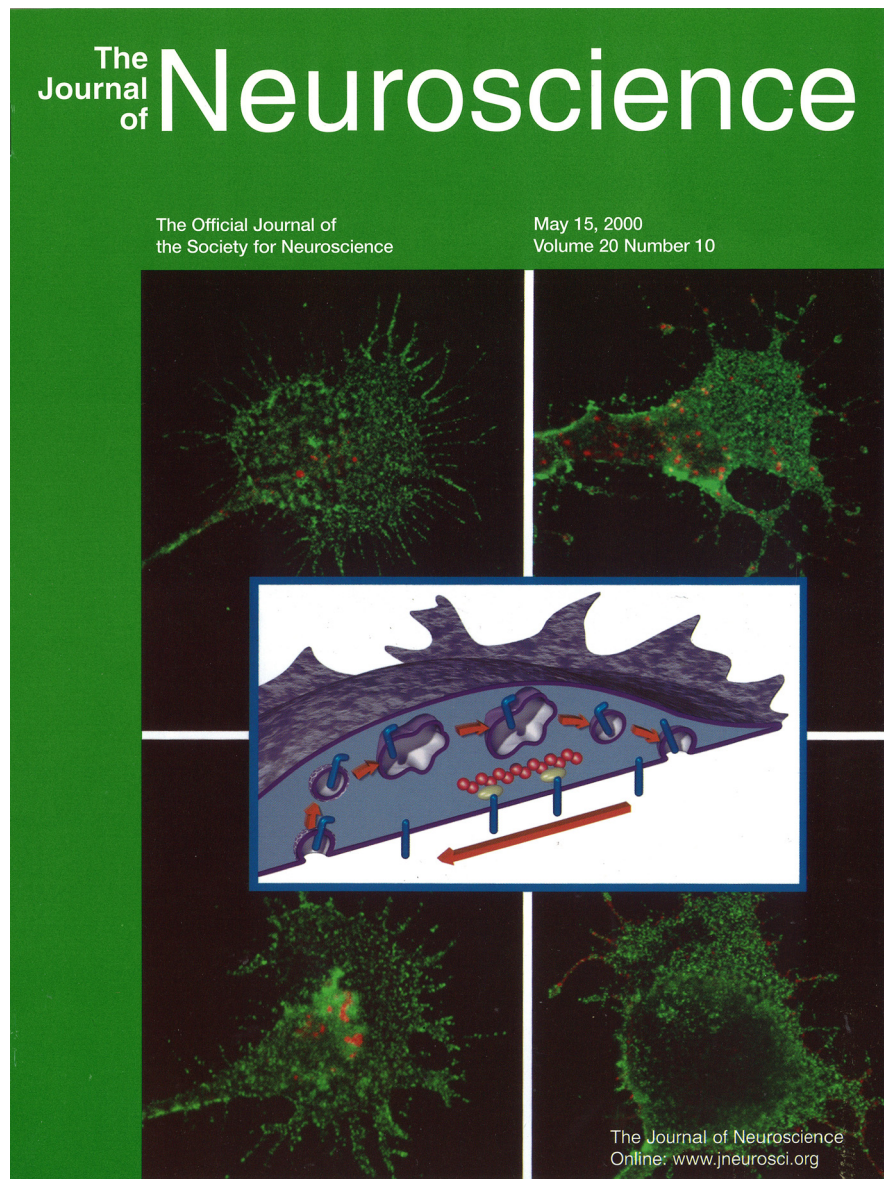 The
Journal
of
Neuroscience
The Official Journal of
the Society for Neuroscience
May 15, 2000
Volume 20 Number 10
The Journal of Neuroscience
Online: www.jneurosci.org